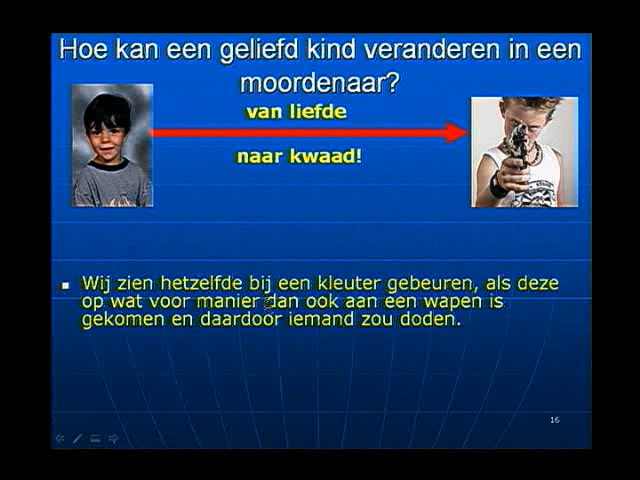 Hoe kan een geliefd kind veranderen in een
moordenaar?
van liefde
naar kwaad!
Wij zien hetzelfde bij een kleuter gebeuren, als deze
op wat voor manier dan ook aan een wapen is
gekomen en daardoor iemand zou doden.
16